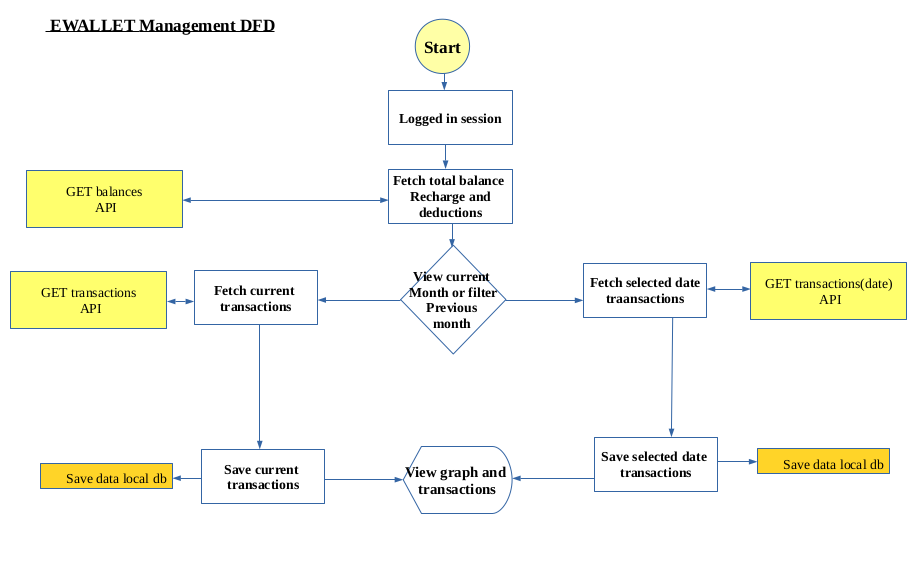 EWALLET Management DFD
Start
Logged in session
Fetch total balance
Recharge and
deductions
GET balances
API
View current
Month or filter
Previous
month
GET transactions
API
Fetch current
transactions
Fetch selected date
traansactions
GET transactions(date)
API
Save data local db
Save current
transactions
View graph and
transactions
Save selected date
transactions
Save data local db